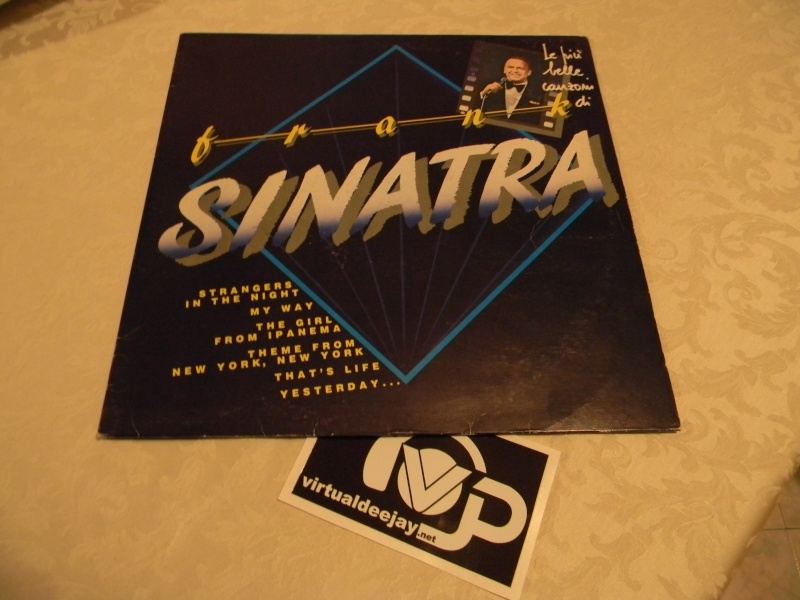 Le più
belle
canzoni
di
frank
SINATRA
STRANGERS
IN THE NIGHT
MY WAY
THE GIRL
FROM IPANEMA
THEME FROM
NEW YORK, NEW YORK
THAT'S LIFE
YESTERDAY...
virtualdeejay.net